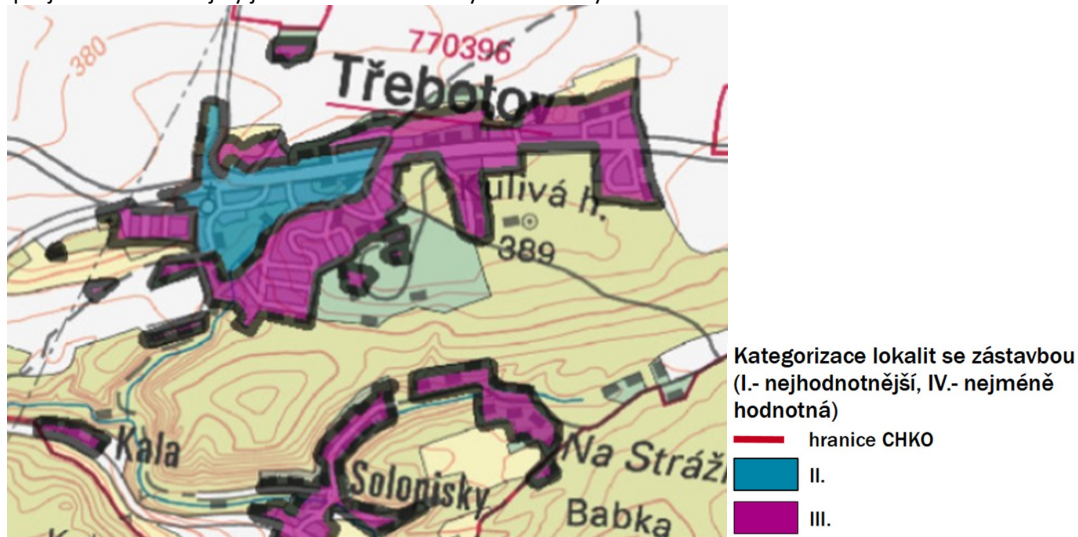 380
770396
Třebotov
Kulivá h.
389
Kala
Solopisky
Na Stráži
Babka
Kategorizace lokalit se zástavbou
(I.- nejhodnotnější, IV.- nejméně
hodnotná)
hranice CHKO
II.
III.